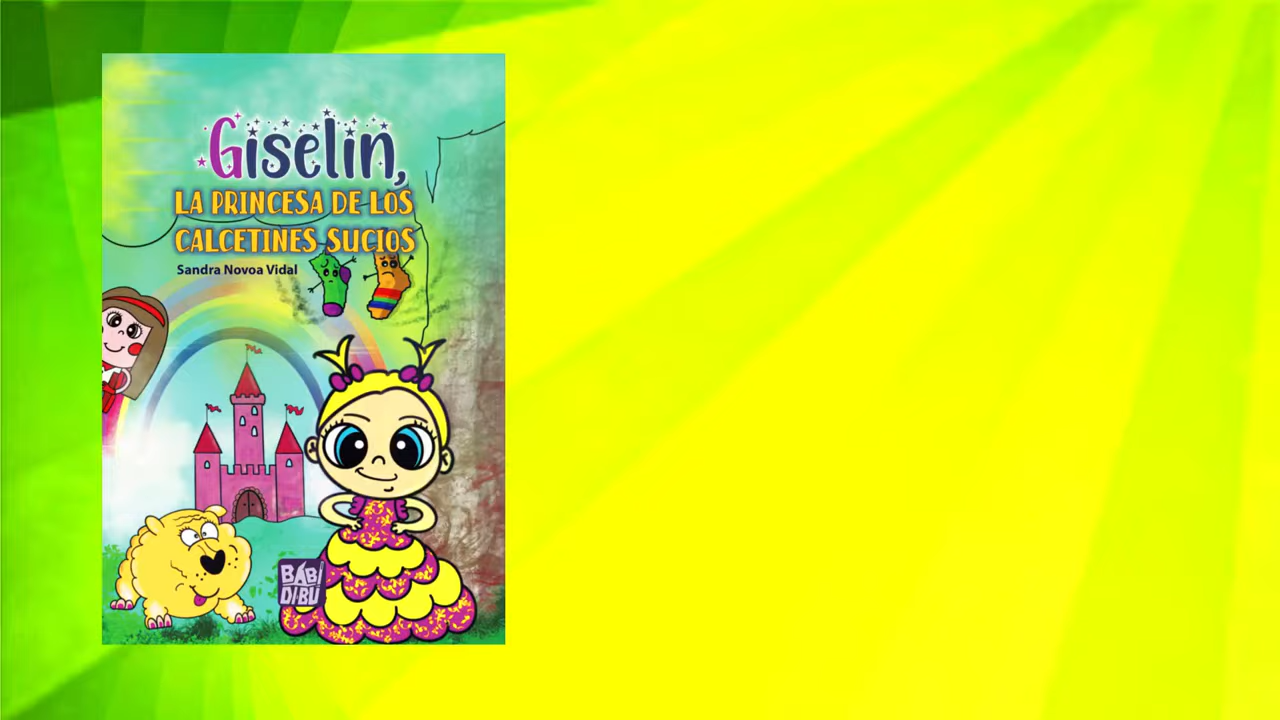 Giselin,
LA PRINCESA DE LOS
CALCETINES SUCIOS
Sandra Novoa Vidal
BABI
DIBU